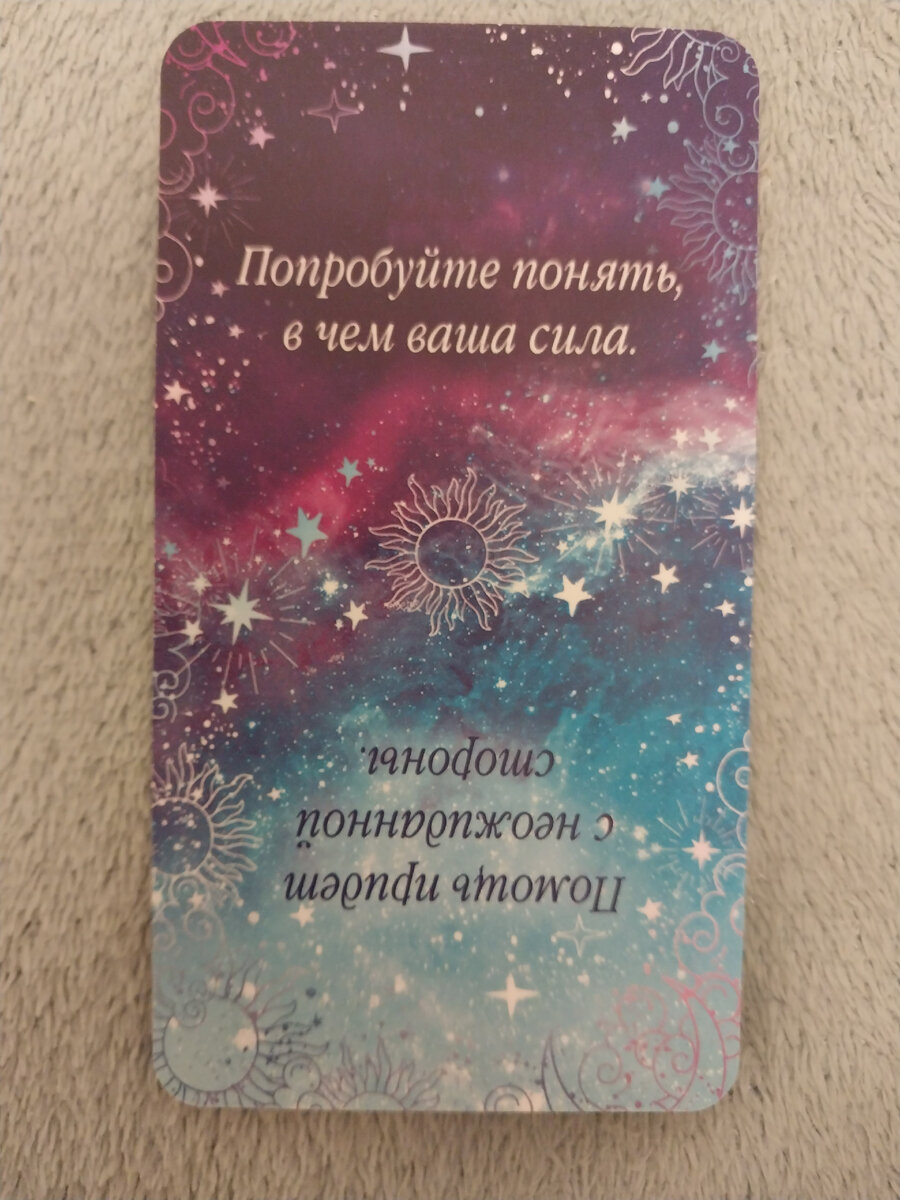 Попробуйте понять,
в чем ваша сила.
Помощь придет
с неожиданной
стороны.